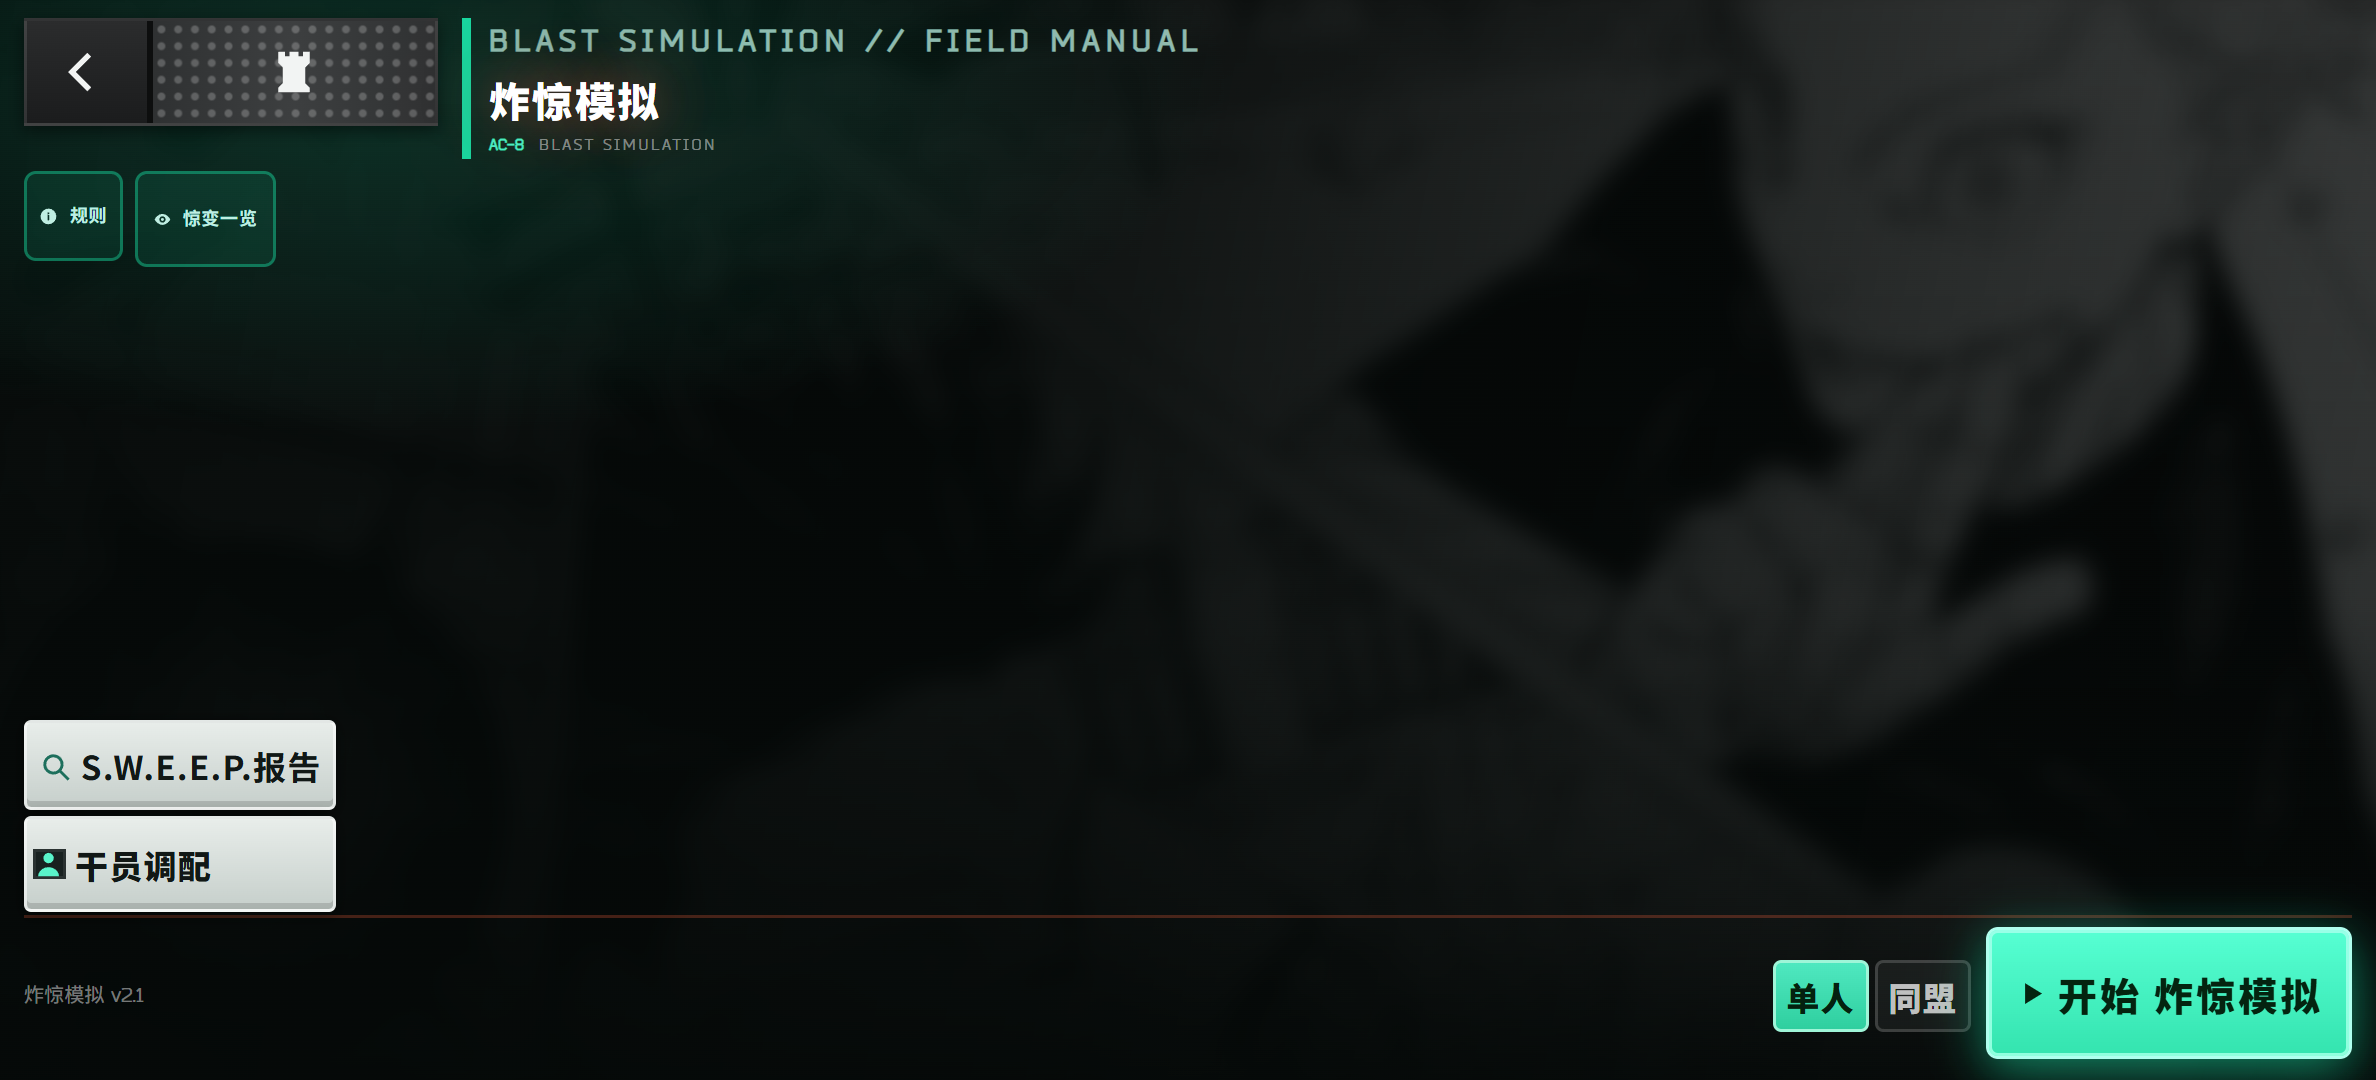 BLAST SIMULATION // FIELD MANUAL
炸惊模拟
AC-8 BLAST SIMULATION
规则
惊变一览
S.W.E.E.P.报告
干员调配
炸惊模拟 v2.1
单人
同盟
开始 炸惊模拟